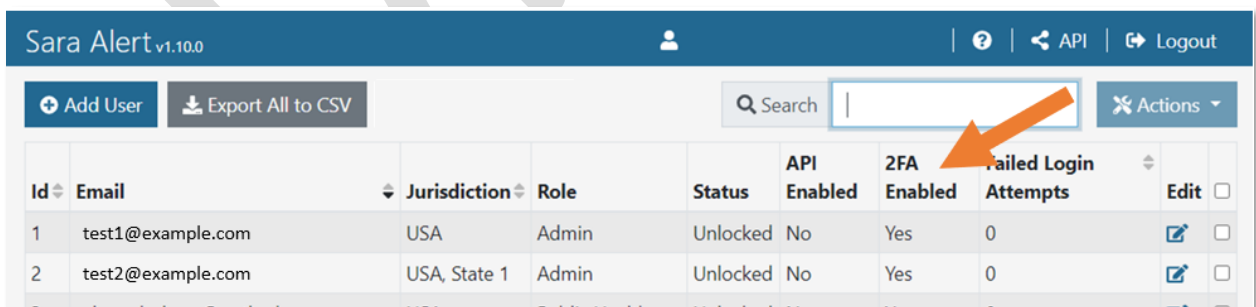 Sara Alert v1.10.0 | ? | API | Logout
Add User Export All to CSV Search Actions
Id Email Jurisdiction Role Status API Enabled 2FA Enabled Failed Login Attempts Edit
1 test1@example.com USA Admin Unlocked No Yes 0
2 test2@example.com USA, State 1 Admin Unlocked No Yes 0